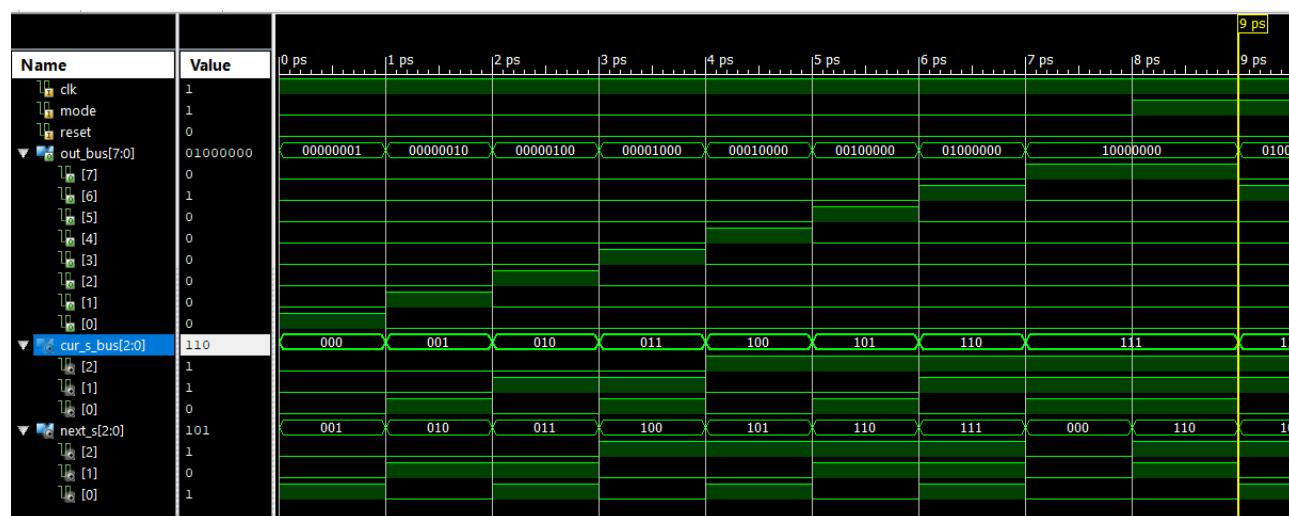 9 ps
Name Value 0 ps 1 ps 2 ps 3 ps 4 ps 5 ps 6 ps 7 ps 8 ps 9 ps
clk 1
mode 1
reset 0
out_bus[7:0] 01000000 00000001 00000010 00000100 00001000 00010000 00100000 01000000 10000000 0100
[7] 0
[6] 1
[5] 0
[4] 0
[3] 0
[2] 0
[1] 0
[0] 0
cur_s_bus[2:0] 110 000 001 010 011 100 101 110 111 1
[2] 1
[1] 1
[0] 0
next_s[2:0] 101 001 010 011 100 101 110 111 000 110 1
[2] 1
[1] 0
[0] 1